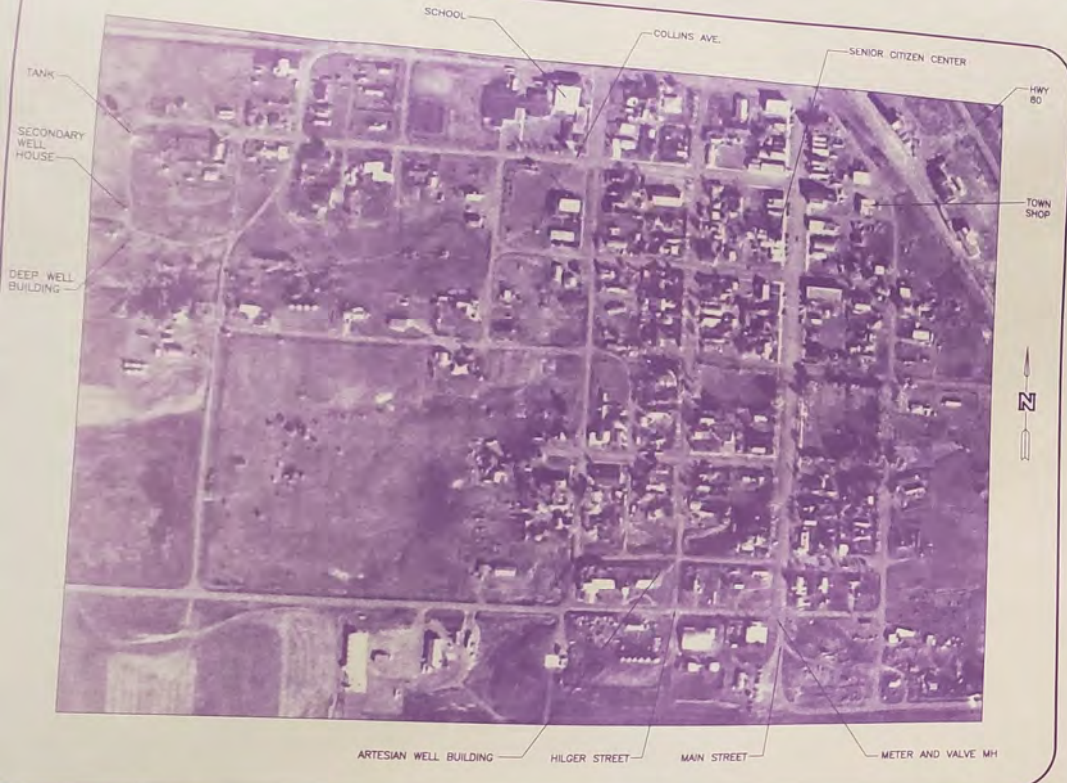 SCHOOL
COLLINS AVE.
SENIOR CITIZEN CENTER
HWY
80
TANK
SECONDARY
WELL
HOUSE
TOWN
SHOP
DEEP WELL
BUILDING
N
ARTESIAN WELL BUILDING
HILGER STREET
MAIN STREET
METER AND VALVE MH